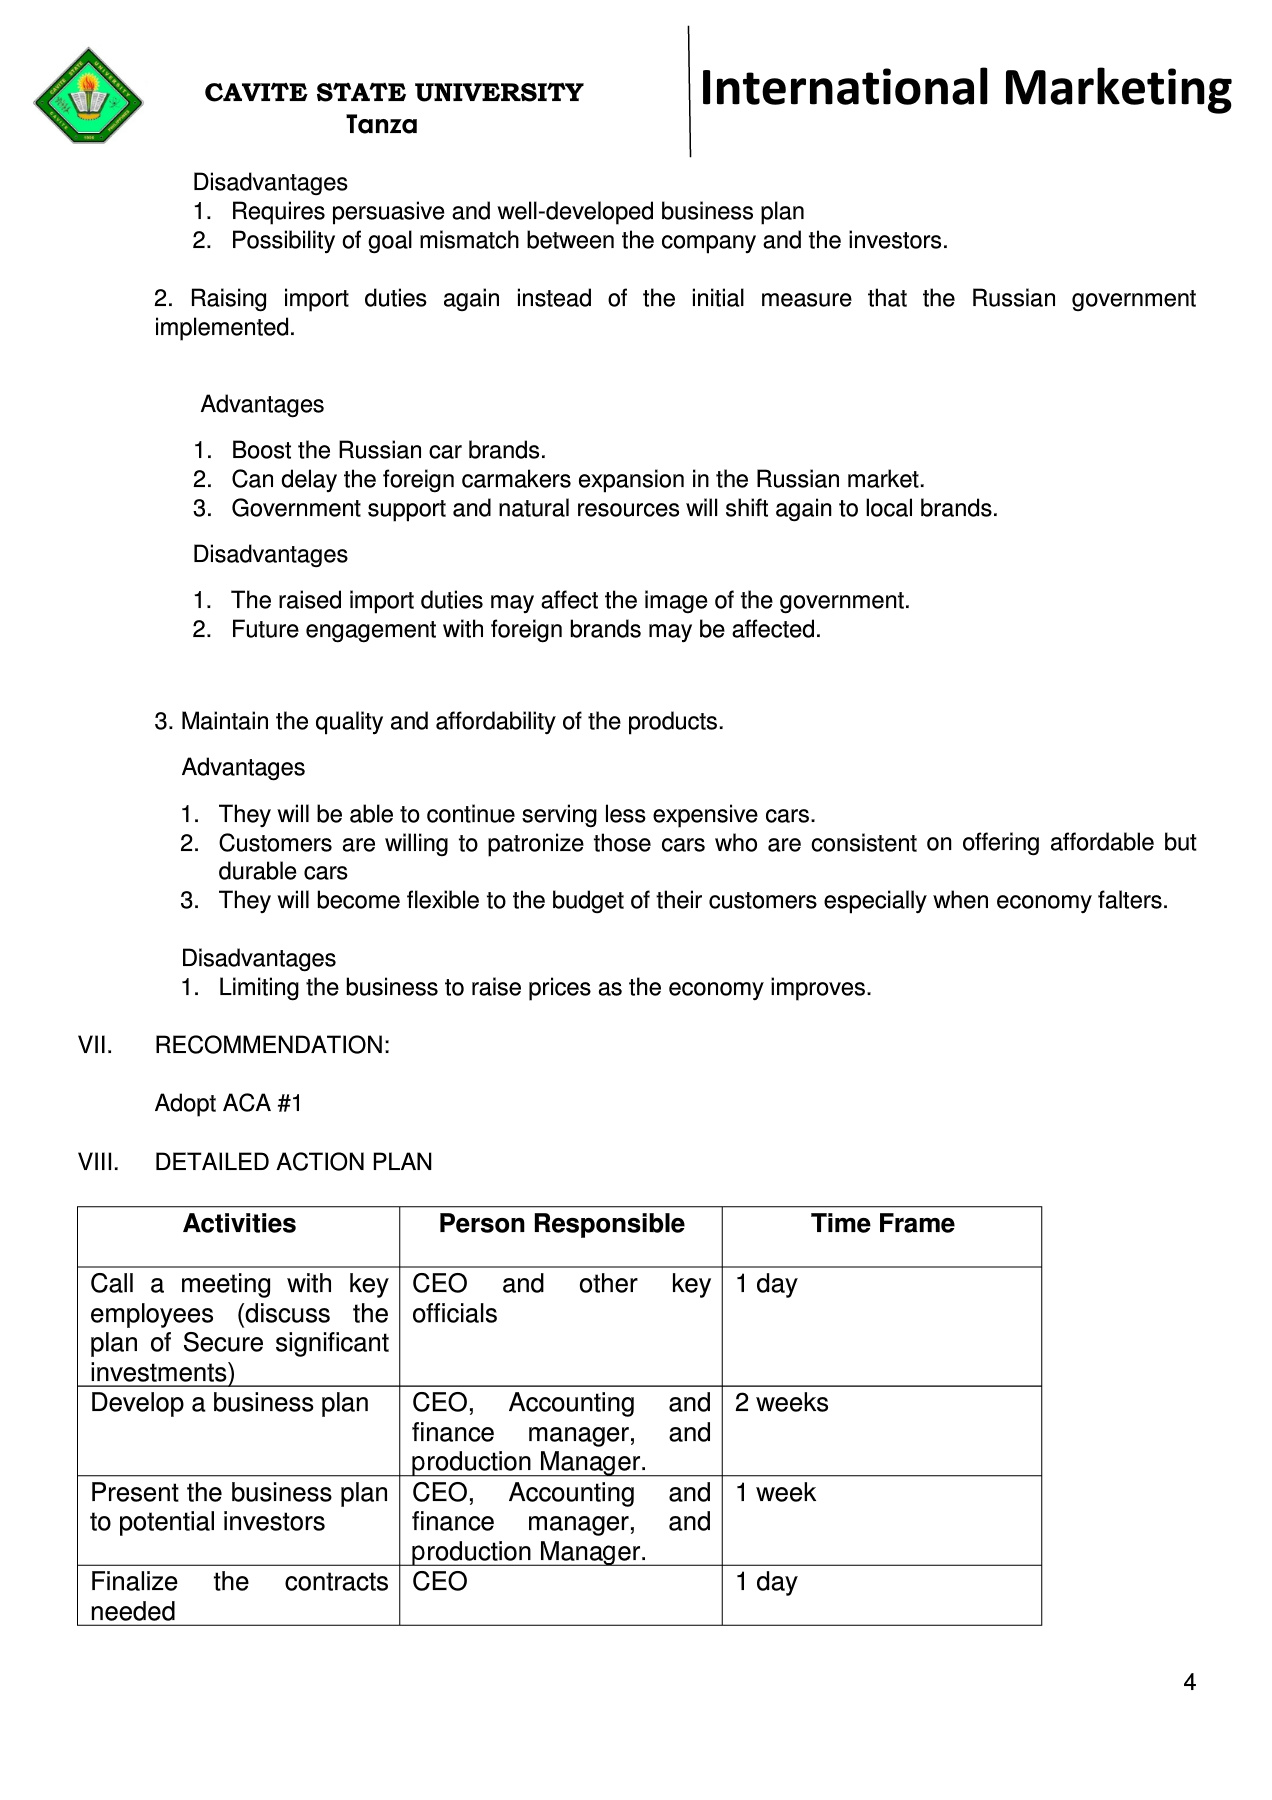 CAVITE STATE UNIVERSITY
Tanza
International Marketing
Disadvantages
1. Requires persuasive and well-developed business plan
2. Possibility of goal mismatch between the company and the investors.
2. Raising import duties again instead of the initial measure that the Russian government
implemented.
Advantages
1. Boost the Russian car brands.
2. Can delay the foreign carmakers expansion in the Russian market.
3. Government support and natural resources will shift again to local brands.
Disadvantages
1. The raised import duties may affect the image of the government.
2. Future engagement with foreign brands may be affected.
3. Maintain the quality and affordability of the products.
Advantages
1. They will be able to continue serving less expensive cars.
2. Customers are willing to patronize those cars who are consistent on offering affordable but
durable cars
3. They will become flexible to the budget of their customers especially when economy falters.
Disadvantages
1. Limiting the business to raise prices as the economy improves.
VII. RECOMMENDATION:
Adopt ACA #1
VIII. DETAILED ACTION PLAN
Activities Person Responsible Time Frame
Call a meeting with key
employees (discuss the
plan of Secure significant
investments)
CEO and other key
officials
1 day
Develop a business plan
CEO, Accounting and
finance manager, and
production Manager.
2 weeks
Present the business plan
to potential investors
CEO, Accounting and
finance manager, and
production Manager.
1 week
Finalize the contracts
needed
CEO
1 day
4